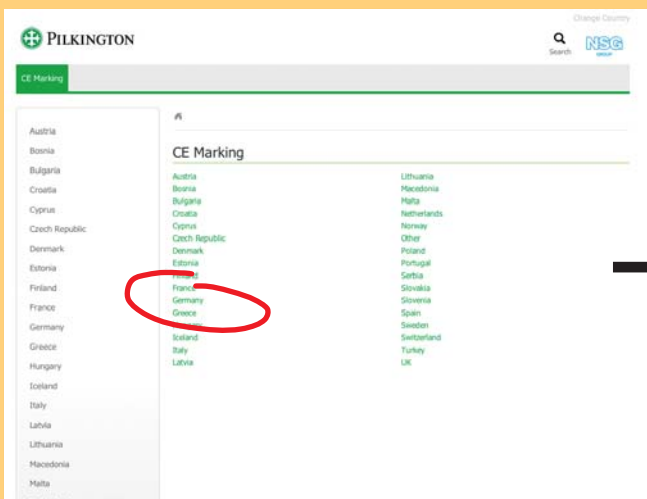 Change Country
PILKINGTON
Search
NSG
GROUP
CE Marking
Austria
Bosnia
Bulgaria
Croatia
Cyprus
Czech Republic
Denmark
Estonia
Finland
France
Germany
Greece
Hungary
Iceland
Italy
Latvia
Lithuania
Macedonia
Malta
CE Marking
Austria
Bosnia
Bulgaria
Croatia
Cyprus
Czech Republic
Denmark
Estonia
Finland
France
Germany
Greece
Hungary
Iceland
Italy
Latvia
Lithuania
Macedonia
Malta
Netherlands
Norway
Other
Poland
Portugal
Serbia
Slovakia
Slovenia
Spain
Sweden
Switzerland
Turkey
UK